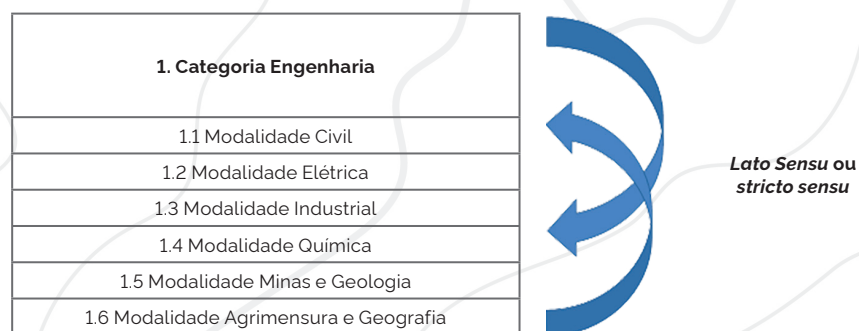 1. Categoria Engenharia
1.1 Modalidade Civil
1.2 Modalidade Elétrica
1.3 Modalidade Industrial
1.4 Modalidade Química
1.5 Modalidade Minas e Geologia
1.6 Modalidade Agrimensura e Geografia
Lato Sensu ou
stricto sensu